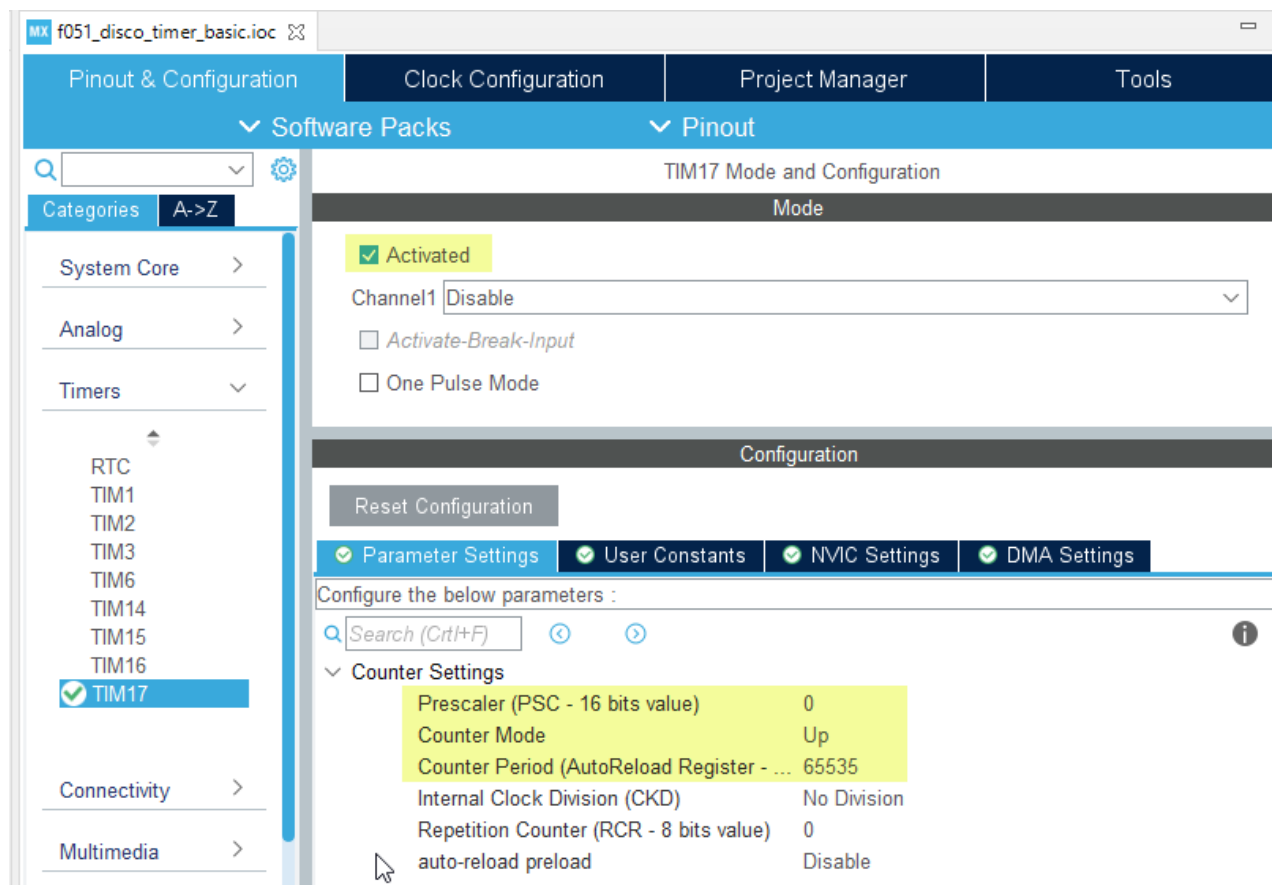 MX f051_disco_timer_basic.ioc
Pinout & Configuration Clock Configuration Project Manager Tools
Software Packs Pinout
TIM17 Mode and Configuration
Categories A->Z
Mode
Activated
System Core
Channel1 Disable
Analog
Activate-Break-Input
One Pulse Mode
Timers
Configuration
RTC
TIM1
Reset Configuration
TIM2
TIM3
Parameter Settings User Constants NVIC Settings DMA Settings
TIM6
Configure the below parameters :
TIM14
TIM15
Search (Crtl+F)
TIM16
Counter Settings
TIM17
Prescaler (PSC - 16 bits value) 0
Counter Mode Up
Counter Period (AutoReload Register - ... 65535
Connectivity
Internal Clock Division (CKD) No Division
Repetition Counter (RCR - 8 bits value) 0
Multimedia
auto-reload preload Disable